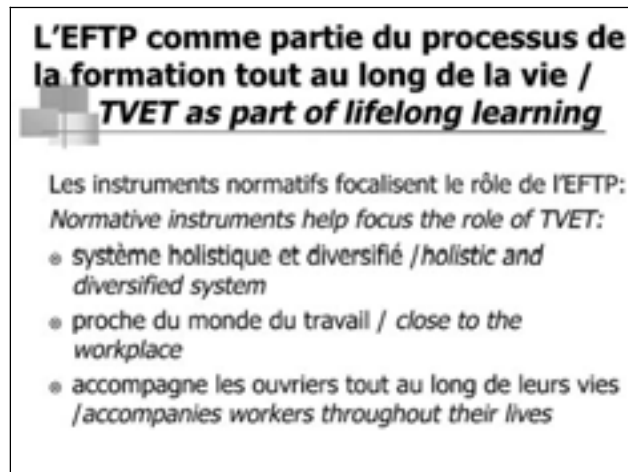 L'EFTP comme partie du processus de
la formation tout au long de la vie /
TVET as part of lifelong learning
Les instruments normatifs focalisent le rôle de l'EFTP:
Normative instruments help focus the role of TVET:
système holistique et diversifié /holistic and
diversified system
proche du monde du travail / close to the
workplace
accompagne les ouvriers tout au long de leurs vies
/accompanies workers throughout their lives